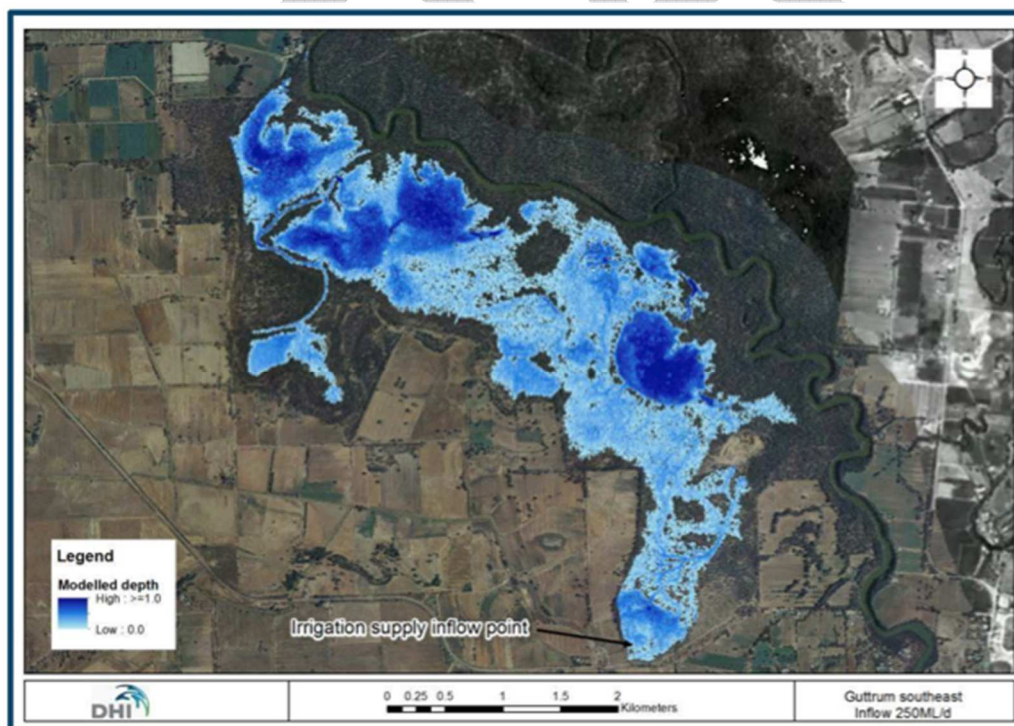 N
Legend
Modelled depth
High : >=1.0
Low : 0.0
Irrigation supply inflow point
DHI
0 0.25 0.5 1 1.5 2
Kilometers
Guttrum southeast
Inflow 250ML/d